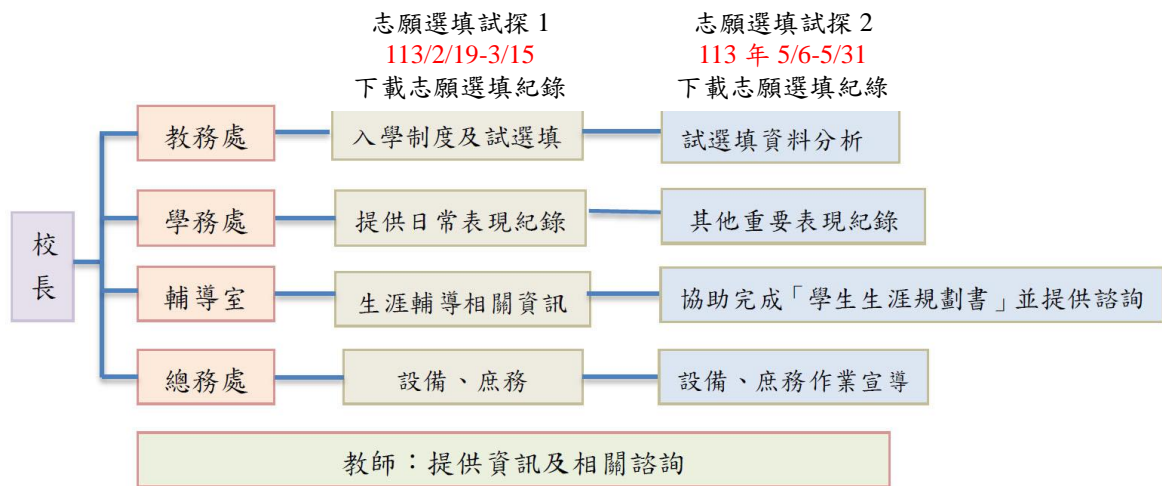 志願選填試探 1
113/2/19-3/15
下載志願選填紀錄
志願選填試探 2
113 年 5/6-5/31
下載志願選填紀綠
校長
教務處
入學制度及試選填
試選填資料分析
學務處
提供日常表現紀錄
其他重要表現紀錄
輔導室
生涯輔導相關資訊
協助完成「學生生涯規劃書」並提供諮詢
總務處
設備、庶務
設備、庶務作業宣導
教師：提供資訊及相關諮詢